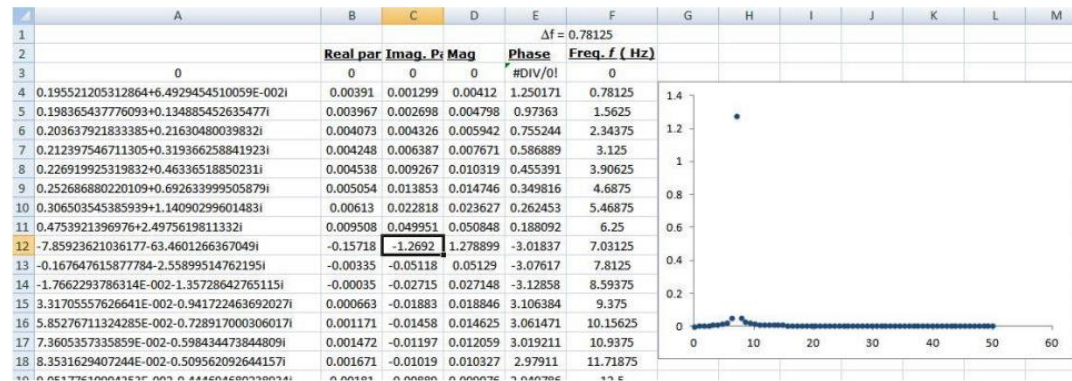 A B C D E F G H I J K L M
1 Δf = 0.78125
2 Real par Imag. Pa Mag Phase Freq. f ( Hz)
3 0 0 0 0 #DIV/0! 0
4 0.195521205312864+6.4929454510059E-002i 0.00391 0.001299 0.00412 1.250171 0.78125
5 0.198365437776093+0.134885452635477i 0.003967 0.002698 0.004798 0.97363 1.5625
6 0.203637921833385+0.21630480039832i 0.004073 0.004326 0.005942 0.755244 2.34375
7 0.212397546711305+0.319366258841923i 0.004248 0.006387 0.007671 0.586889 3.125
8 0.226919925319832+0.46336518850231i 0.004538 0.009267 0.010319 0.455391 3.90625
9 0.252686880220109+0.692633999505879i 0.005054 0.013853 0.014746 0.349816 4.6875
10 0.306503545385939+1.14090299601483i 0.00613 0.022818 0.023627 0.262453 5.46875
11 0.4753921396976+2.4975619811332i 0.009508 0.049951 0.050848 0.188092 6.25
12 -7.85923621036177-63.4601266367049i -0.15718 -1.2692 1.278899 -3.01837 7.03125
13 -0.167647615877784-2.55899514762195i -0.00335 -0.05118 0.05129 -3.07617 7.8125
14 -1.7662293786314E-002-1.35728642765115i -0.00035 -0.02715 0.027148 -3.12858 8.59375
15 3.31705557626641E-002-0.941722463692027i 0.000663 -0.01883 0.018846 3.106384 9.375
16 5.85276711324285E-002-0.728917000306017i 0.001171 -0.01458 0.014625 3.061471 10.15625
17 7.3605357335859E-002-0.598434473844809i 0.001472 -0.01197 0.012059 3.019211 10.9375
18 8.3531629407244E-002-0.509562092644157i 0.001671 -0.01019 0.010327 2.97911 11.71875
1.4
1.2
1
0.8
0.6
0.4
0.2
0
0 10 20 30 40 50 60